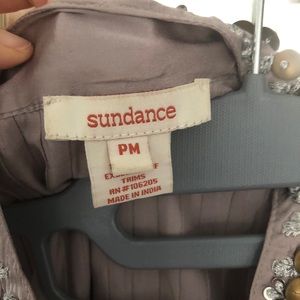 sundance
PM
TRIMS
RN #106205
MADE IN INDIA